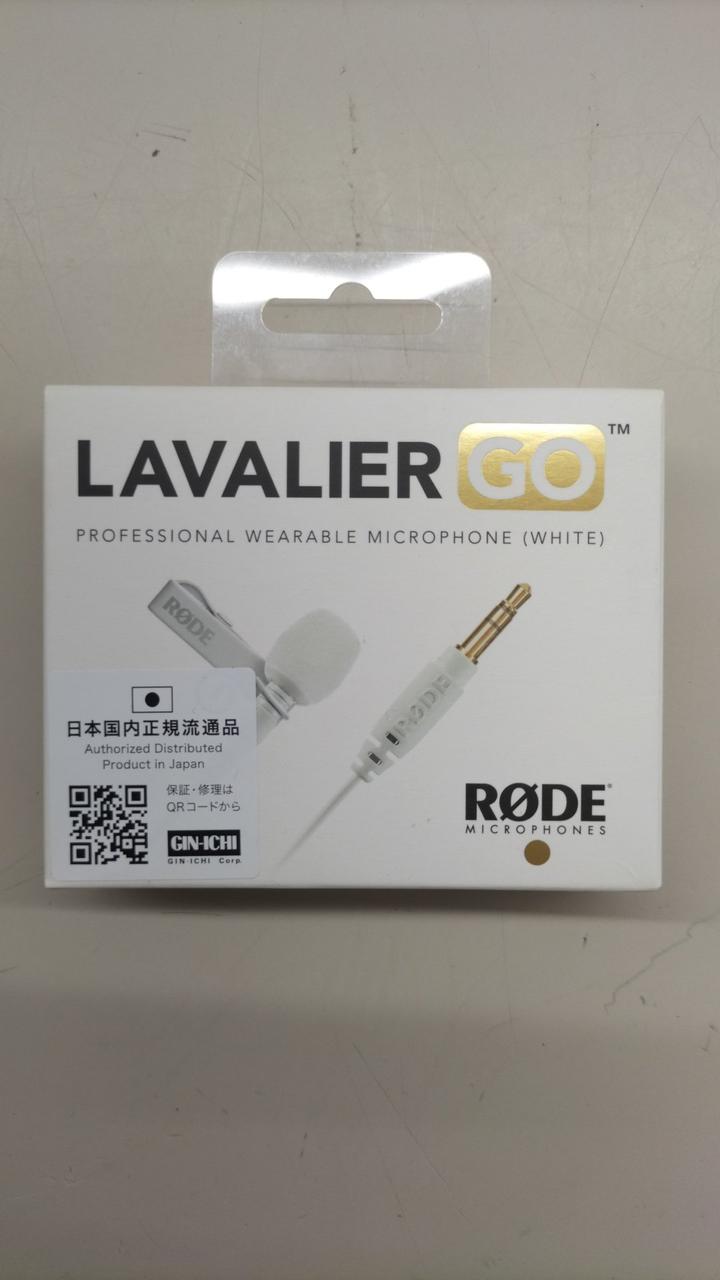 LAVALIER GO™
PROFESSIONAL WEARABLE MICROPHONE (WHITE)
RØDE
RØDE
日本国内正規流通品
Authorized Distributed
Product in Japan
保証・修理は
QRコードから
GIN-ICHI
GIN-ICHI Corp.
RØDE®
MICROPHONES